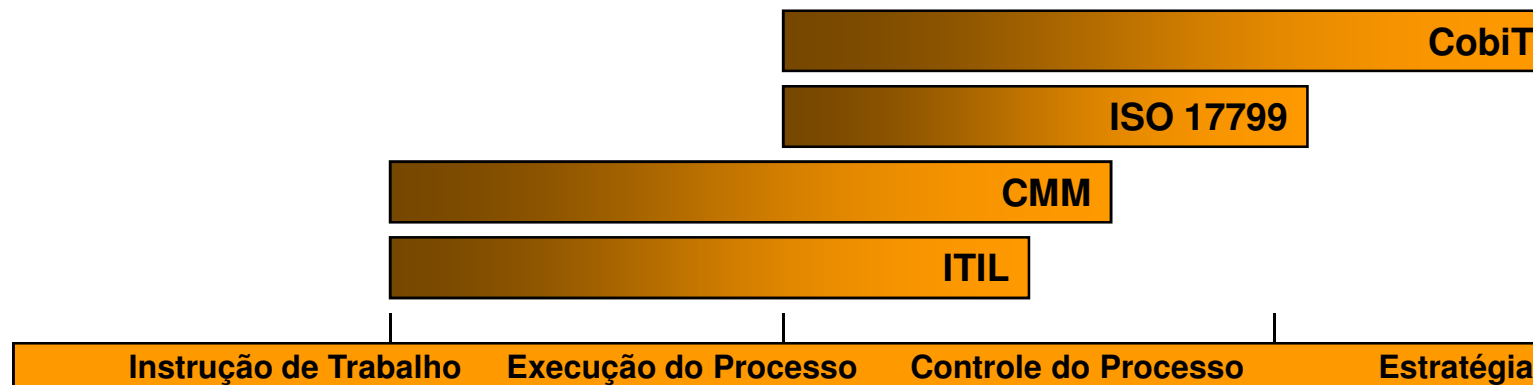 CobiT
ISO 17799
CMM
ITIL
Instrução de Trabalho Execução do Processo Controle do Processo Estratégia